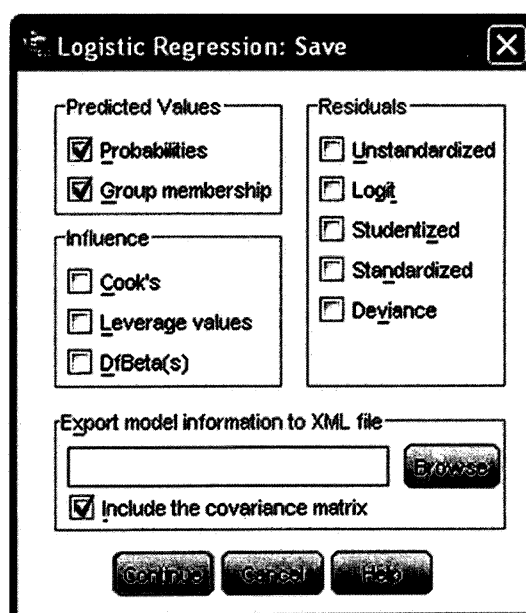 Logistic Regression: Save
Predicted Values
Probabilities
Group membership
Influence
Cook's
Leverage values
DfBeta(s)
Residuals
Unstandardized
Logit
Studentized
Standardized
Deviance
Export model information to XML file
Browse
Include the covariance matrix
Continue
Cancel
Help